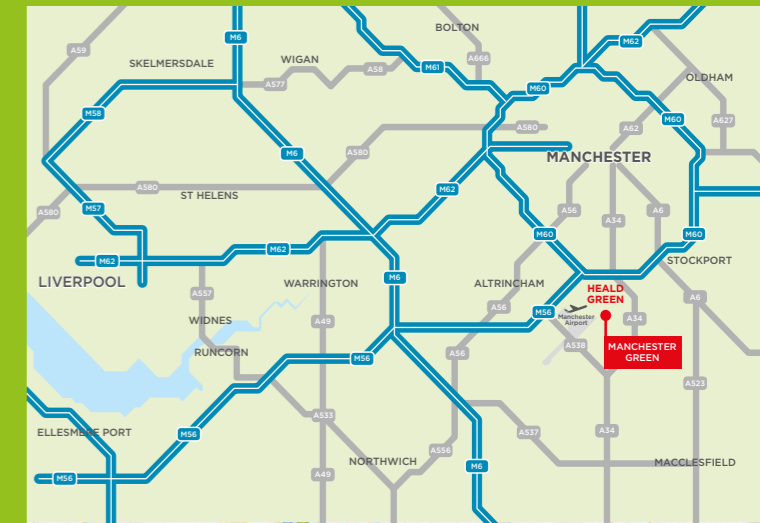 BOLTON
M6
M62
A59
SKELMERSDALE
WIGAN
A666
A58
M61
OLDHAM
A577
M60
M58
M60
A627
A62
A580
M6
A580
MANCHESTER
A580
M62
ST HELENS
M57
A580
A56
A34
A6
M60
M60
M62
M62
STOCKPORT
LIVERPOOL
M6
WARRINGTON
ALTRINCHAM
HEALD
GREEN
A557
A56
A6
M56
Manchester
Airport
A34
WIDNES
A49
RUNCORN
A56
A538
MANCHESTER
GREEN
M56
A523
A533
ELLESMERE PORT
M56
A537
A34
A556
NORTHWICH
M6
MACCLESFIELD
A49
M56